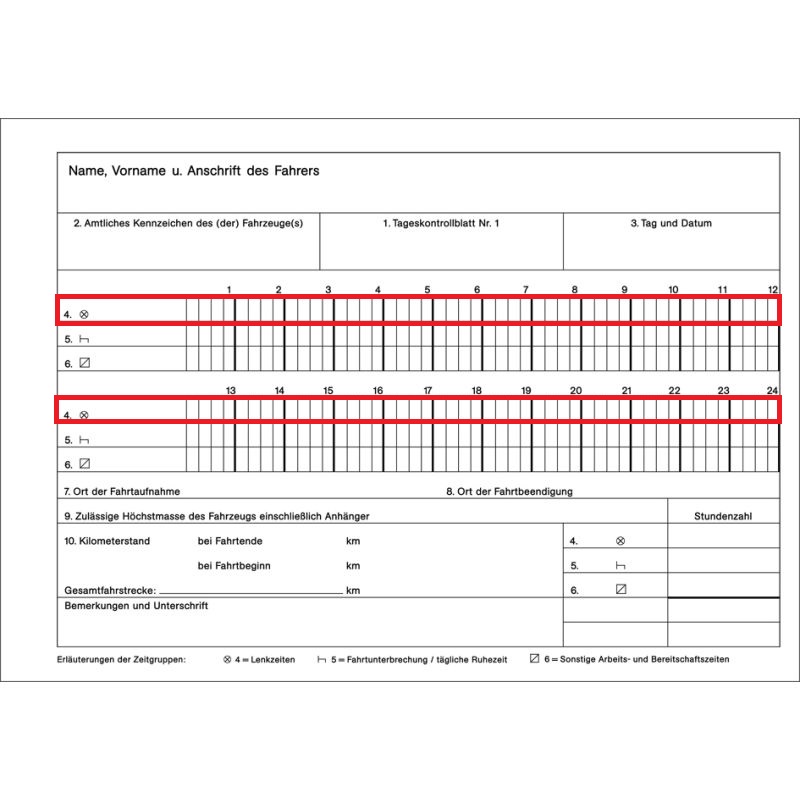 Name, Vorname u. Anschrift des Fahrers
2. Amtliches Kennzeichen des (der) Fahrzeuge(s) 1. Tageskontrollblatt Nr. 1 3. Tag und Datum
1 2 3 4 5 6 7 8 9 10 11 12
4.
5.
6.
13 14 15 16 17 18 19 20 21 22 23 24
4.
5.
6.
7. Ort der Fahrtaufnahme 8. Ort der Fahrtbeendigung
9. Zulässige Höchstmasse des Fahrzeugs einschließlich Anhänger Stundenzahl
10. Kilometerstand bei Fahrtende km 4.
bei Fahrtbeginn km 5.
Gesamtfahrstrecke: km 6.
Bemerkungen und Unterschrift
Erläuterungen der Zeitgruppen: 4 = Lenkzeiten 5 = Fahrtunterbrechung / tägliche Ruhezeit 6 = Sonstige Arbeits- und Bereitschaftszeiten